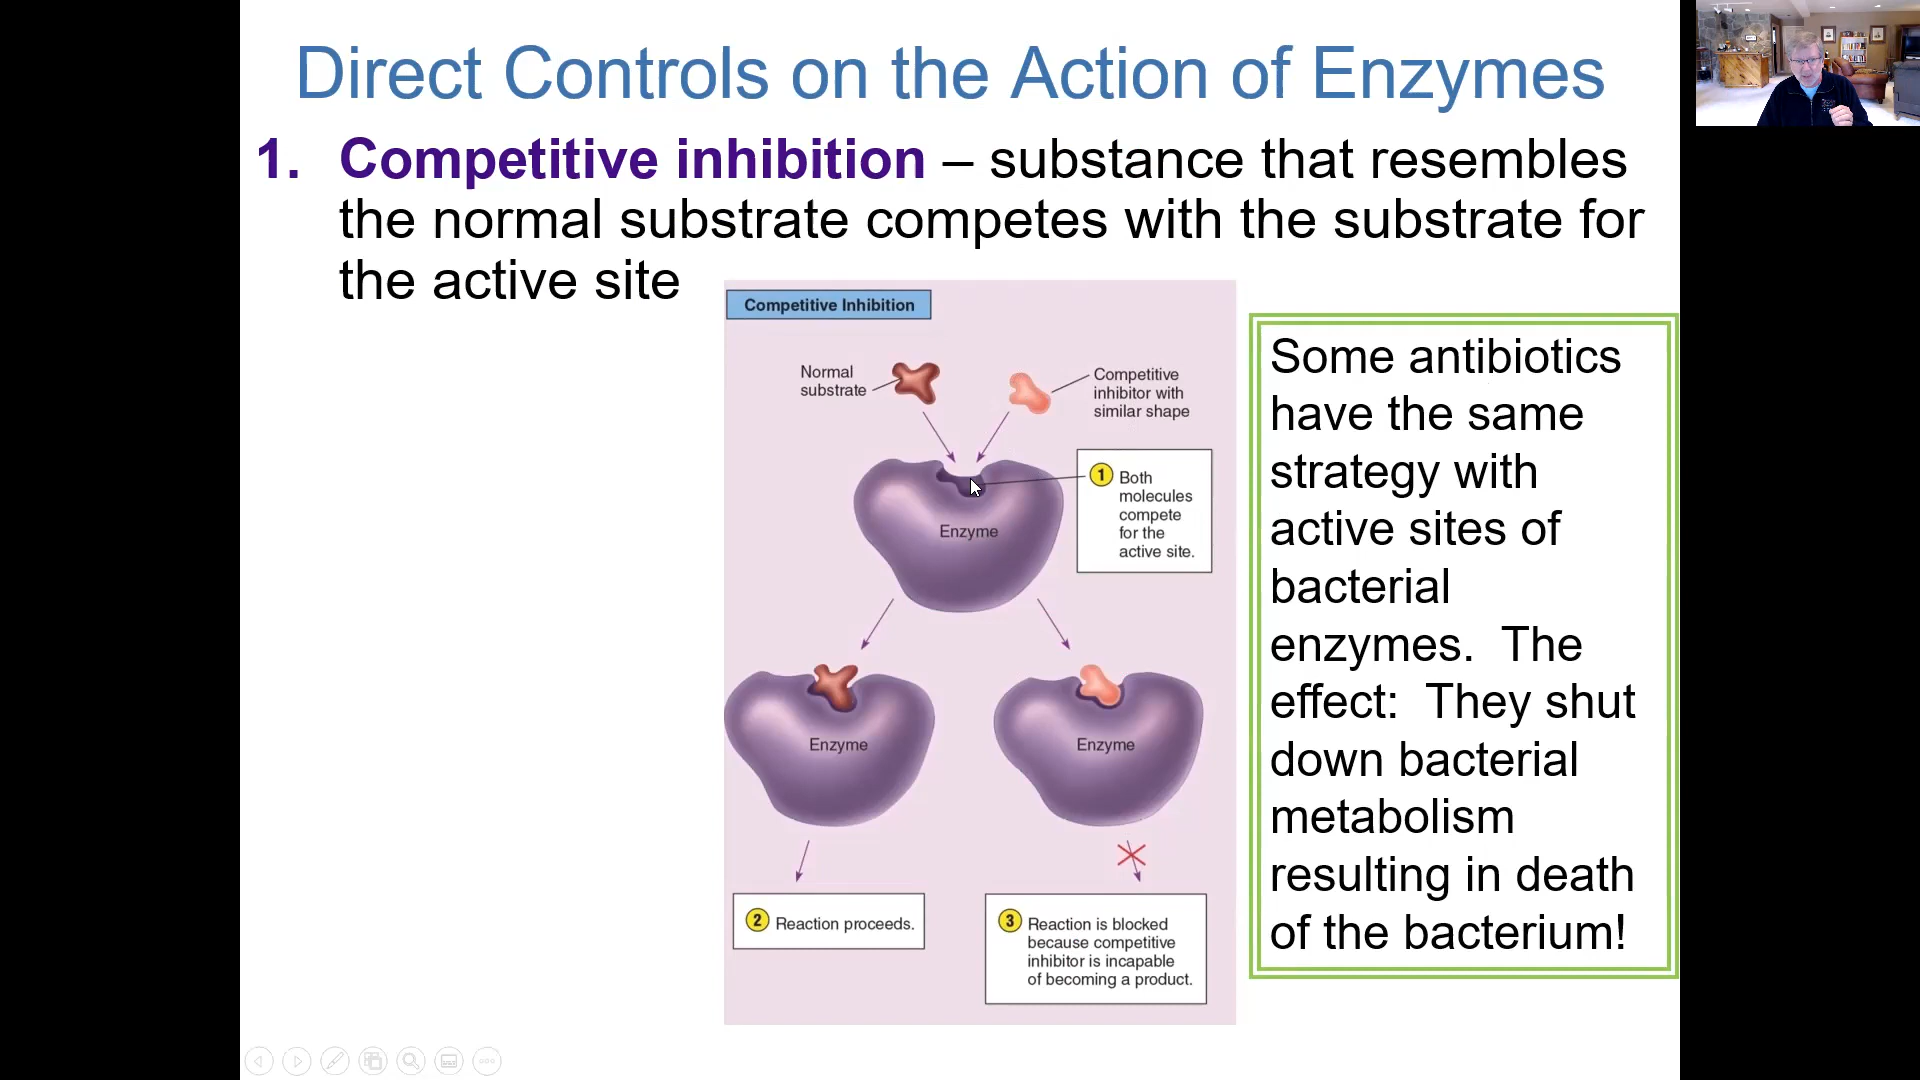 Direct Controls on the Action of Enzymes
1. Competitive inhibition – substance that resembles
the normal substrate competes with the substrate for
the active site
Competitive Inhibition
Normal
substrate
Competitive
inhibitor with
similar shape
1 Both
molecules
compete
for the
active site.
Enzyme
Enzyme
Enzyme
2 Reaction proceeds.
3 Reaction is blocked
because competitive
inhibitor is incapable
of becoming a product.
Some antibiotics
have the same
strategy with
active sites of
bacterial
enzymes. The
effect: They shut
down bacterial
metabolism
resulting in death
of the bacterium!